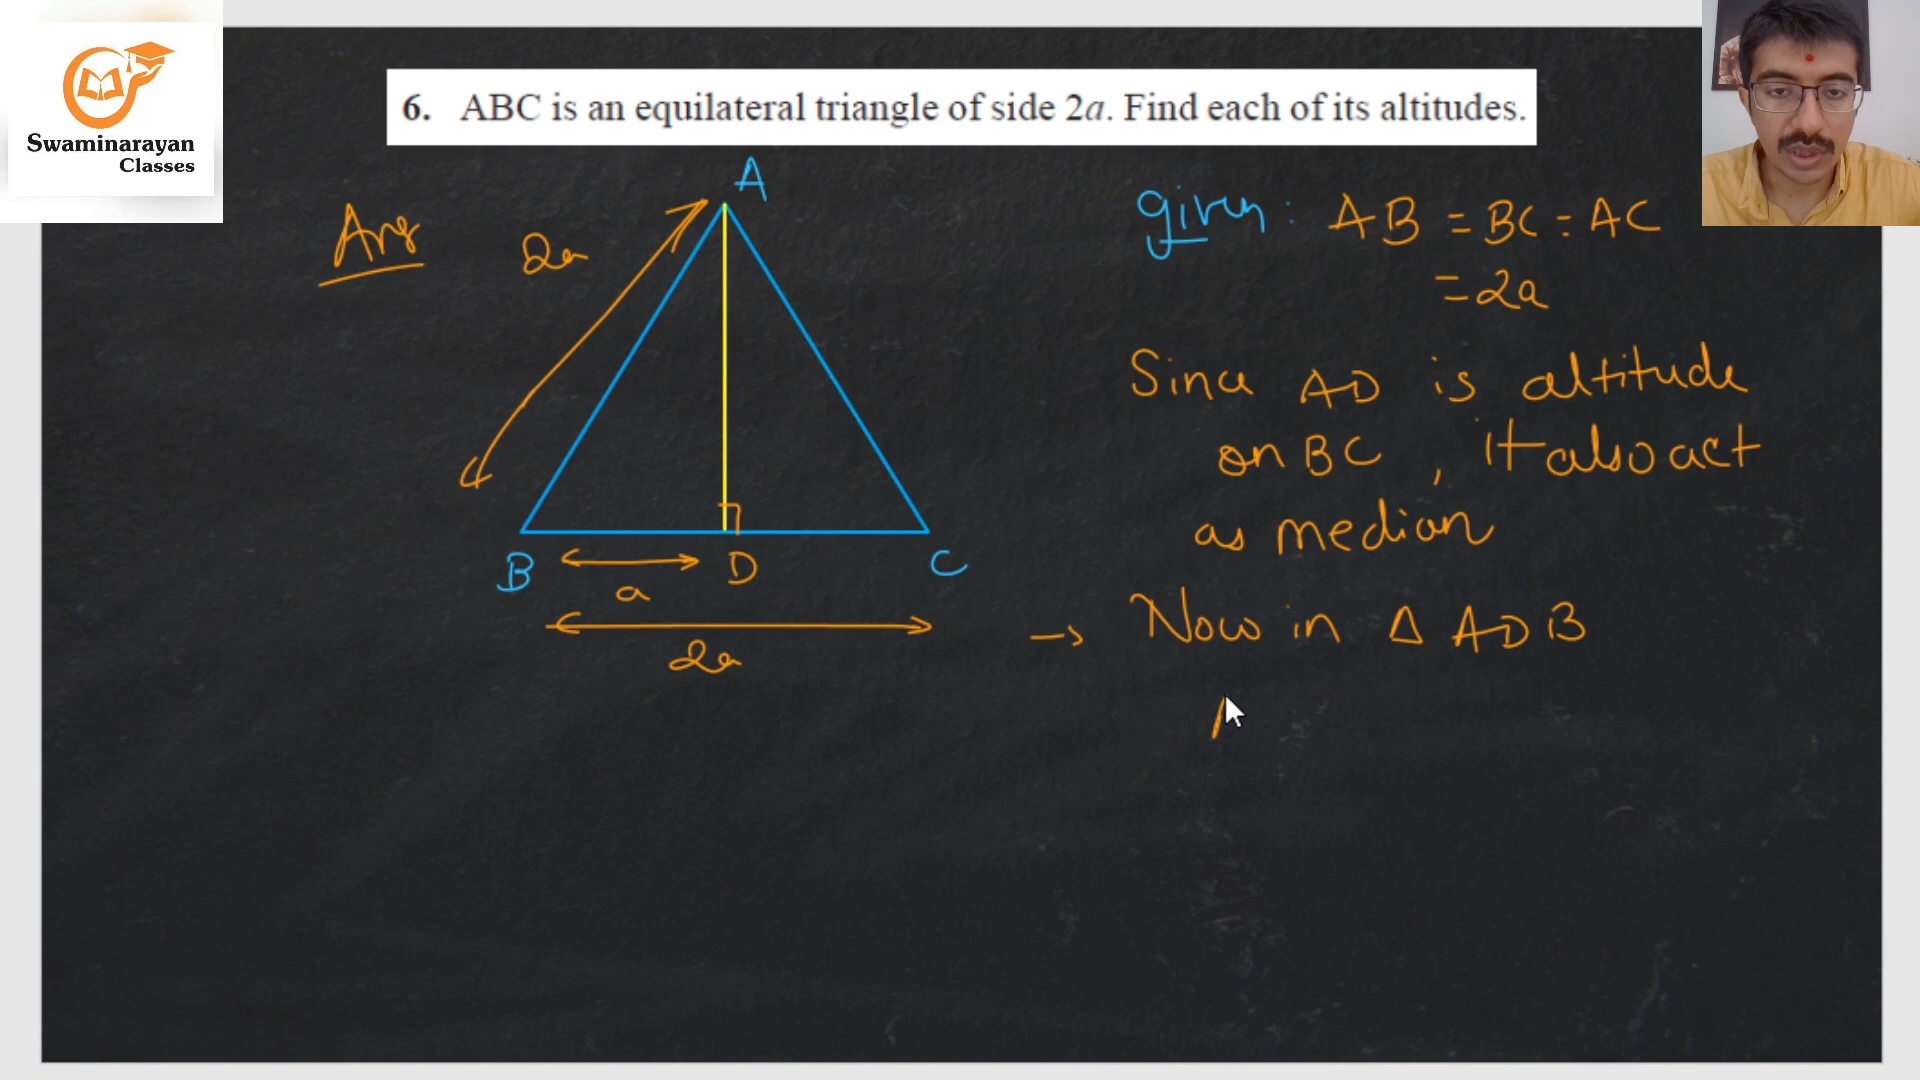 Swaminarayan
Classes
6. ABC is an equilateral triangle of side 2a. Find each of its altitudes.
Ans
2a
A
B
a
D
C
2a
given: AB = BC = AC
= 2a
Since AD is altitude
on BC, it also act
as median
→ Now in Δ ADB